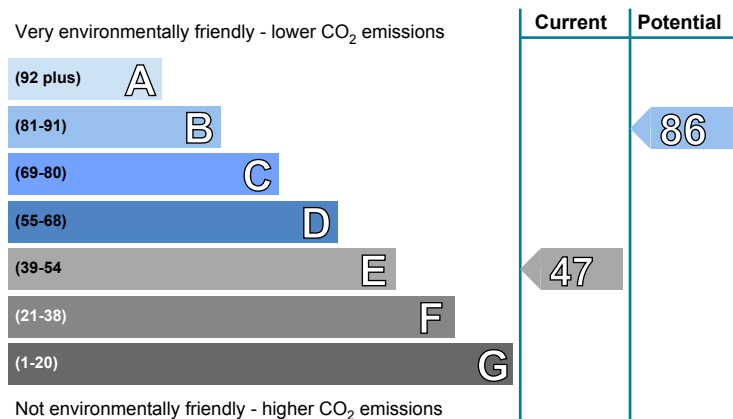 Current Potential
Very environmentally friendly - lower CO2 emissions
(92 plus) A
(81-91) B 86
(69-80) C
(55-68) D
(39-54 E 47
(21-38) F
(1-20) G
Not environmentally friendly - higher CO2 emissions